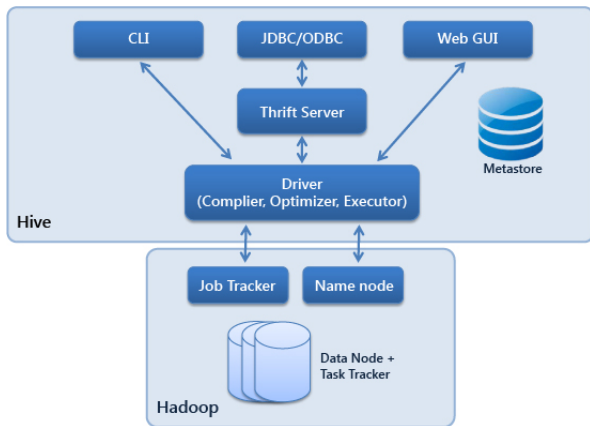 CLI
JDBC/ODBC
Web GUI
Thrift Server
Metastore
Driver
(Complier, Optimizer, Executor)
Hive
Job Tracker
Name node
Data Node +
Task Tracker
Hadoop